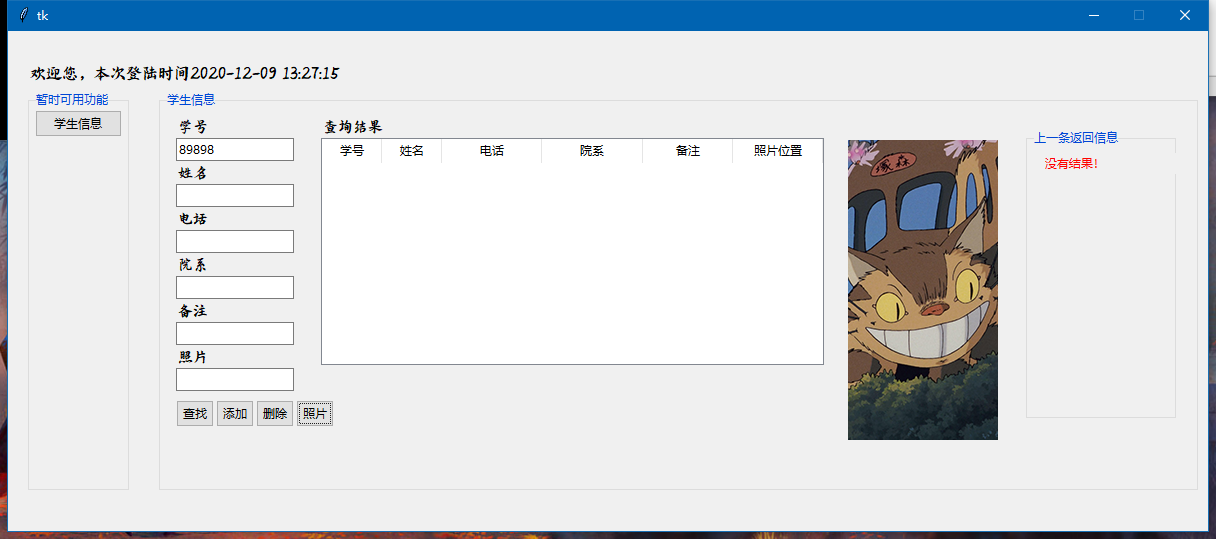 tk
欢迎您，本次登陆时间2020-12-09 13:27:15
暂时可用功能
学生信息
学生信息
学号
89898
姓名
电话
院系
备注
照片
查找 添加 删除 照片
查询结果
学号 姓名 电话 院系 备注 照片位置
塚森
上一条返回信息
没有结果!